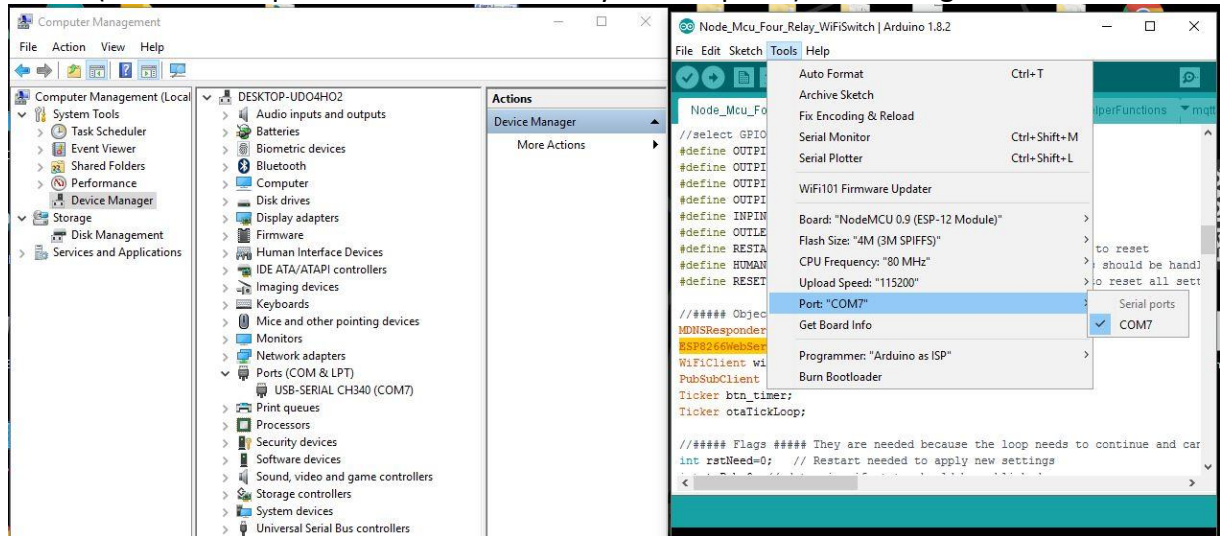 Computer Management
File Action View Help
Computer Management (Local
System Tools
Task Scheduler
Event Viewer
Shared Folders
Performance
Device Manager
Storage
Disk Management
Services and Applications
DESKTOP-UDO4HO2
Audio inputs and outputs
Batteries
Biometric devices
Bluetooth
Computer
Disk drives
Display adapters
Firmware
Human Interface Devices
IDE ATA/ATAPI controllers
Imaging devices
Keyboards
Mice and other pointing devices
Monitors
Network adapters
Ports (COM & LPT)
USB-SERIAL CH340 (COM7)
Print queues
Processors
Security devices
Software devices
Sound, video and game controllers
Storage controllers
System devices
Universal Serial Bus controllers
Actions
Device Manager
More Actions
Node_Mcu_Four_Relay_WiFiSwitch | Arduino 1.8.2
File Edit Sketch Tools Help
Node_Mcu_Fo
lperFunctions
mqtt
Auto Format Ctrl+T
Archive Sketch
Fix Encoding & Reload
Serial Monitor Ctrl+Shift+M
Serial Plotter Ctrl+Shift+L
WiFi101 Firmware Updater
Board: "NodeMCU 0.9 (ESP-12 Module)"
Flash Size: "4M (3M SPIFFS)"
CPU Frequency: "80 MHz"
Upload Speed: "115200"
Port: "COM7"
Get Board Info
Programmer: "Arduino as ISP"
Burn Bootloader
Serial ports
COM7
//select GPIO
#define OUTPI
#define OUTPI
#define OUTPI
#define OUTPI
#define INPIN
#define OUTLE
#define RESTA to reset
#define HUMAN should be handl
#define RESET to reset all sett
//##### Objec
MDNSResponder
ESP8266WebSer
WiFiClient wi
PubSubClient
Ticker btn_timer;
Ticker otaTickLoop;
//##### Flags ##### They are needed because the loop needs to continue and car
int rstNeed=0; // Restart needed to apply new settings